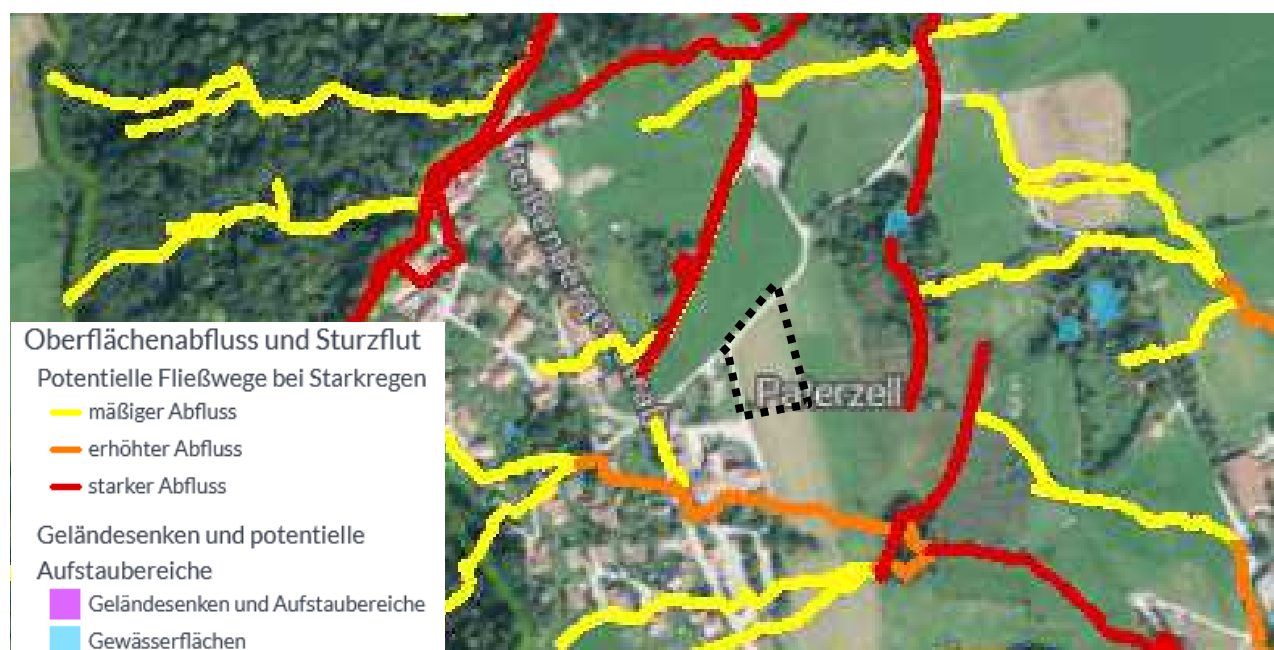 Paterzell
Oberflächenabfluss und Sturzflut
Potentielle Fließwege bei Starkregen
mäßiger Abfluss
erhöhter Abfluss
starker Abfluss
Geländesenken und potentielle
Aufstaubereiche
Geländesenken und Aufstaubereiche
Gewässerflächen